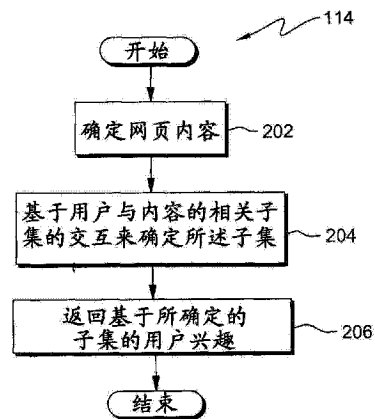 114
开始
确定网页内容
202
基于用户与内容的相关子
集的交互来确定所述子集
204
返回基于所确定的
子集的用户兴趣
206
结束